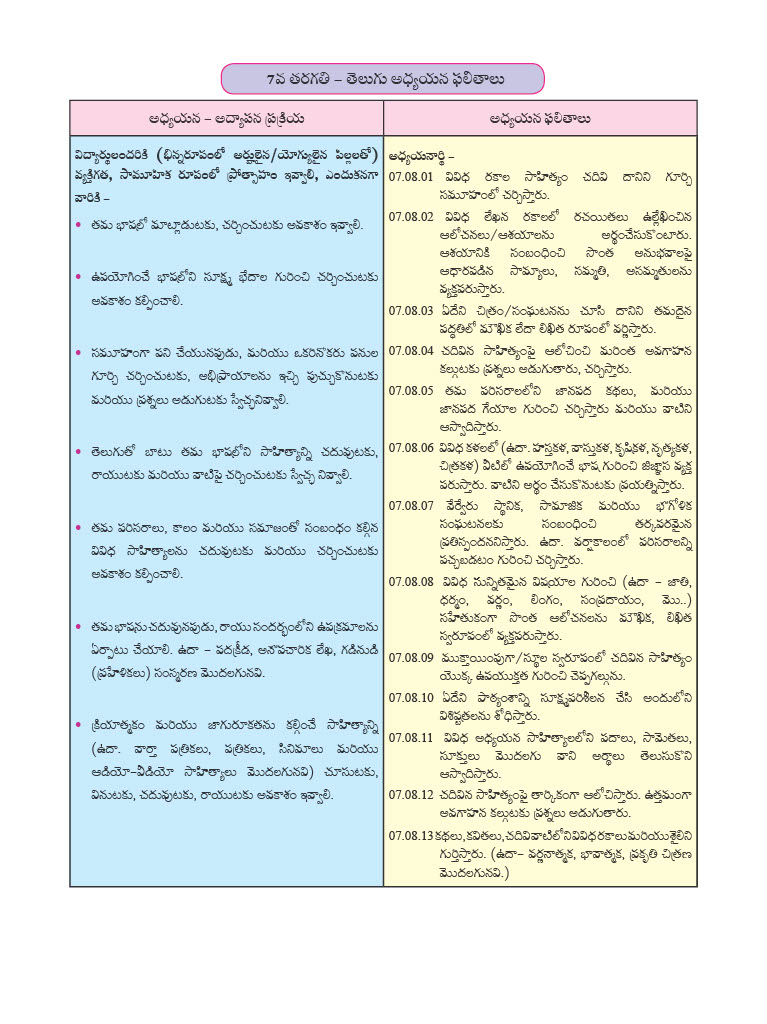 7వ తరగతి – తెలుగు అధ్యయన ఫలితాలు
అధ్యయన – అద్యాపన ప్రక్రియ
విద్యార్థులందరికి (భిన్నరూపంలో అర్హులైన/యోగ్యులైన పిల్లలతో)
వ్యక్తిగత, సామూహిక రూపంలో ప్రోత్సాహం ఇవ్వాలి, ఎందుకనగా
వారికి –
• తమ భాషలో మాట్లాడుటకు, చర్చించుటకు అవకాశం ఇవ్వాలి.
• ఉపయోగించే భాషలోని సూక్ష్మ భేదాల గురించి చర్చించుటకు
అవకాశం కల్పించాలి.
• సమూహంగా పని చేయునపుడు, మరియు ఒకరినొకరు పనుల
గూర్చి చర్చించుటకు, అభిప్రాయాలను ఇచ్చి పుచ్చుకొనుటకు
మరియు ప్రశ్నలు అడుగుటకు స్వేచ్ఛనివ్వాలి.
• తెలుగుతో బాటు తమ భాషలోని సాహిత్యాన్ని చదువుటకు,
రాయుటకు మరియు వాటిపై చర్చించుటకు స్వేచ్ఛ నివ్వాలి.
• తమ పరిసరాలు, కాలం మరియు సమాజంతో సంబంధం కల్గిన
వివిధ సాహిత్యాలను చదువుటకు మరియు చర్చించుటకు
అవకాశం కల్పించాలి.
• తమ భాషను చదువునపుడు, రాయు సందర్భంలోని ఉపక్రమాలను
ఏర్పాటు చేయాలి. ఉదా – పదక్రీడ, అనౌపచారిక లేఖ, గడినుడి
(ప్రహేళికలు) సంస్మరణ మొదలగునవి.
• క్రియాత్మకం మరియు జాగురూకతను కల్గించే సాహిత్యాన్ని
(ఉదా. వార్తా పత్రికలు, పత్రికలు, సినిమాలు మరియు
ఆడియో–వీడియో సాహిత్యాలు మొదలగునవి) చూసుటకు,
వినుటకు, చదువుటకు, రాయుటకు అవకాశం ఇవ్వాలి.
అధ్యయన ఫలితాలు
అధ్యయనార్థి –
07.08.01 వివిధ రకాల సాహిత్యం చదివి దానిని గూర్చి
సమూహంలో చర్చిస్తారు.
07.08.02 వివిధ లేఖన రకాలలో రచయితలు ఉల్లేఖించిన
ఆలోచనలు/ఆశయాలను అర్థంచేసుకొంటారు.
ఆశయానికి సంబంధించి సొంత అనుభవాలపై
ఆధారపడిన సామ్యాలు, సమ్మతి, అసమ్మతులను
వ్యక్తపరుస్తారు.
07.08.03 ఏదేని చిత్రం/సంఘటనను చూసి దానిని తమదైన
పద్ధతిలో మౌఖిక లేదా లిఖిత రూపంలో వర్ణిస్తారు.
07.08.04 చదివిన సాహిత్యంపై ఆలోచించి మరింత అవగాహన
కల్గుటకు ప్రశ్నలు అడుగుతారు, చర్చిస్తారు.
07.08.05 తమ పరిసరాలలోని జానపద కథలు, మరియు
జానపద గేయాల గురించి చర్చిస్తారు మరియు వాటిని
ఆస్వాదిస్తారు.
07.08.06 వివిధ కళలలో (ఉదా. హస్తకళ, వాస్తుకళ, కృషికళ, నృత్యకళ,
చిత్రకళ) వీటిలో ఉపయోగించే భాష గురించి జిజ్ఞాస వ్యక్త
పరుస్తారు. వాటిని అర్థం చేసుకొనుటకు ప్రయత్నిస్తారు.
07.08.07 వేర్వేరు స్థానిక, సామాజిక మరియు భౌగోళిక
సంఘటనలకు సంబంధించి తర్కపరమైన
ప్రతిస్పందననిస్తారు. ఉదా. వర్షాకాలంలో పరిసరాలన్ని
పచ్చబడటం గురించి చర్చిస్తారు.
07.08.08 వివిధ సున్నితమైన విషయాల గురించి (ఉదా – జాతి,
ధర్మం, వర్ణం, లింగం, సంప్రదాయం, మొ..)
సహేతుకంగా సొంత ఆలోచనలను మౌఖిక, లిఖిత
స్వరూపంలో వ్యక్తపరుస్తారు.
07.08.09 ముక్తాయింపుగా/స్థూల స్వరూపంలో చదివిన సాహిత్యం
యొక్క ఉపయుక్తత గురించి చెప్పగల్గును.
07.08.10 ఏదేని పాఠ్యంశాన్ని సూక్ష్మపరిశీలన చేసి అందులోని
విశిష్టతలను శోధిస్తారు.
07.08.11 వివిధ అధ్యయన సాహిత్యాలలోని పదాలు, సామెతలు,
సూక్తులు మొదలగు వాని అర్థాలు తెలుసుకొని
ఆస్వాదిస్తారు.
07.08.12 చదివిన సాహిత్యంపై తార్కికంగా ఆలోచిస్తారు. ఉత్తమంగా
అవగాహన కల్గుటకు ప్రశ్నలు అడుగుతారు.
07.08.13 కథలు, కవితలు, చదివివాటిలోని వివిధ రకాలు మరియు శైలిని
గుర్తిస్తారు. (ఉదా– వర్ణనాత్మక, భావాత్మక, ప్రకృతి చిత్రణ
మొదలగునవి.)